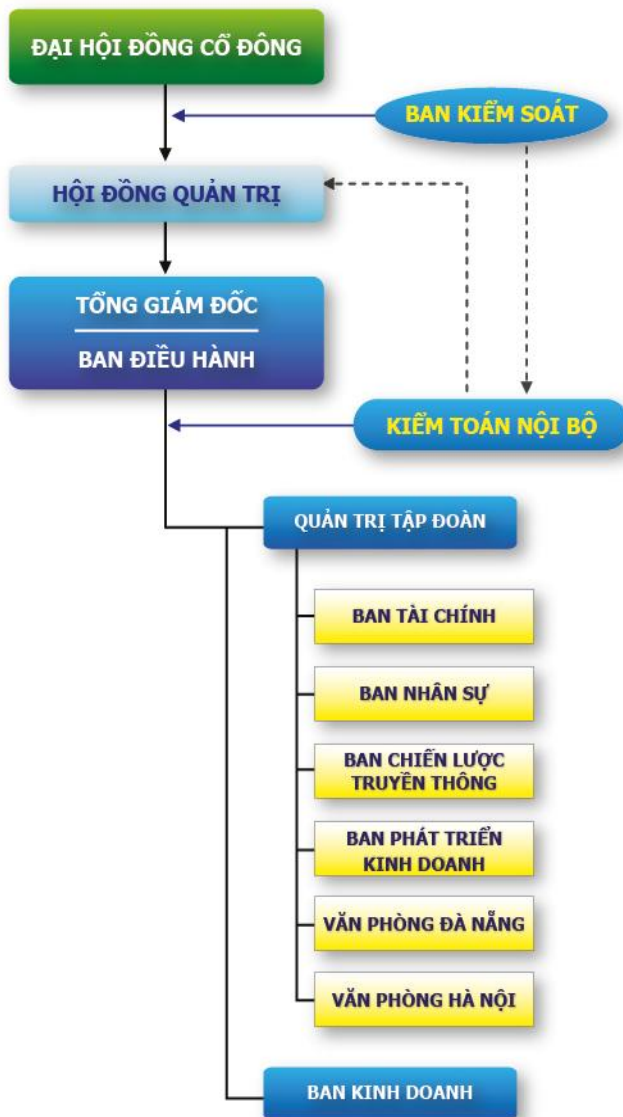 ĐẠI HỘI ĐỒNG CỔ ĐÔNG
BAN KIỂM SOÁT
HỘI ĐỒNG QUẢN TRỊ
TỔNG GIÁM ĐỐC
BAN ĐIỀU HÀNH
KIỂM TOÁN NỘI BỘ
QUẢN TRỊ TẬP ĐOÀN
BAN TÀI CHÍNH
BAN NHÂN SỰ
BAN CHIẾN LƯỢC
TRUYỀN THÔNG
BAN PHÁT TRIỂN
KINH DOANH
VĂN PHÒNG ĐÀ NẴNG
VĂN PHÒNG HÀ NỘI
BAN KINH DOANH